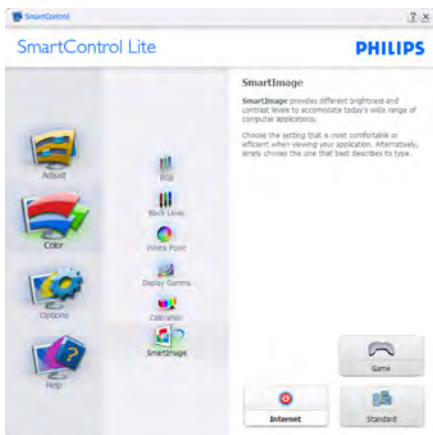 SmartControl
SmartControl Lite
PHILIPS
SmartImage
SmartImage provides different brightness and
contrast levels to accomodate today's wide range of
computer applications.
Choose the setting that is most comfortable or
efficient when viewing your application. Alternatively,
simply choose the one that best describes its type.
Adjust
Color
Options
Help
RGB
Black Level
White Point
Display Gamma
Calibration
SmartImage
Game
Internet
Standard